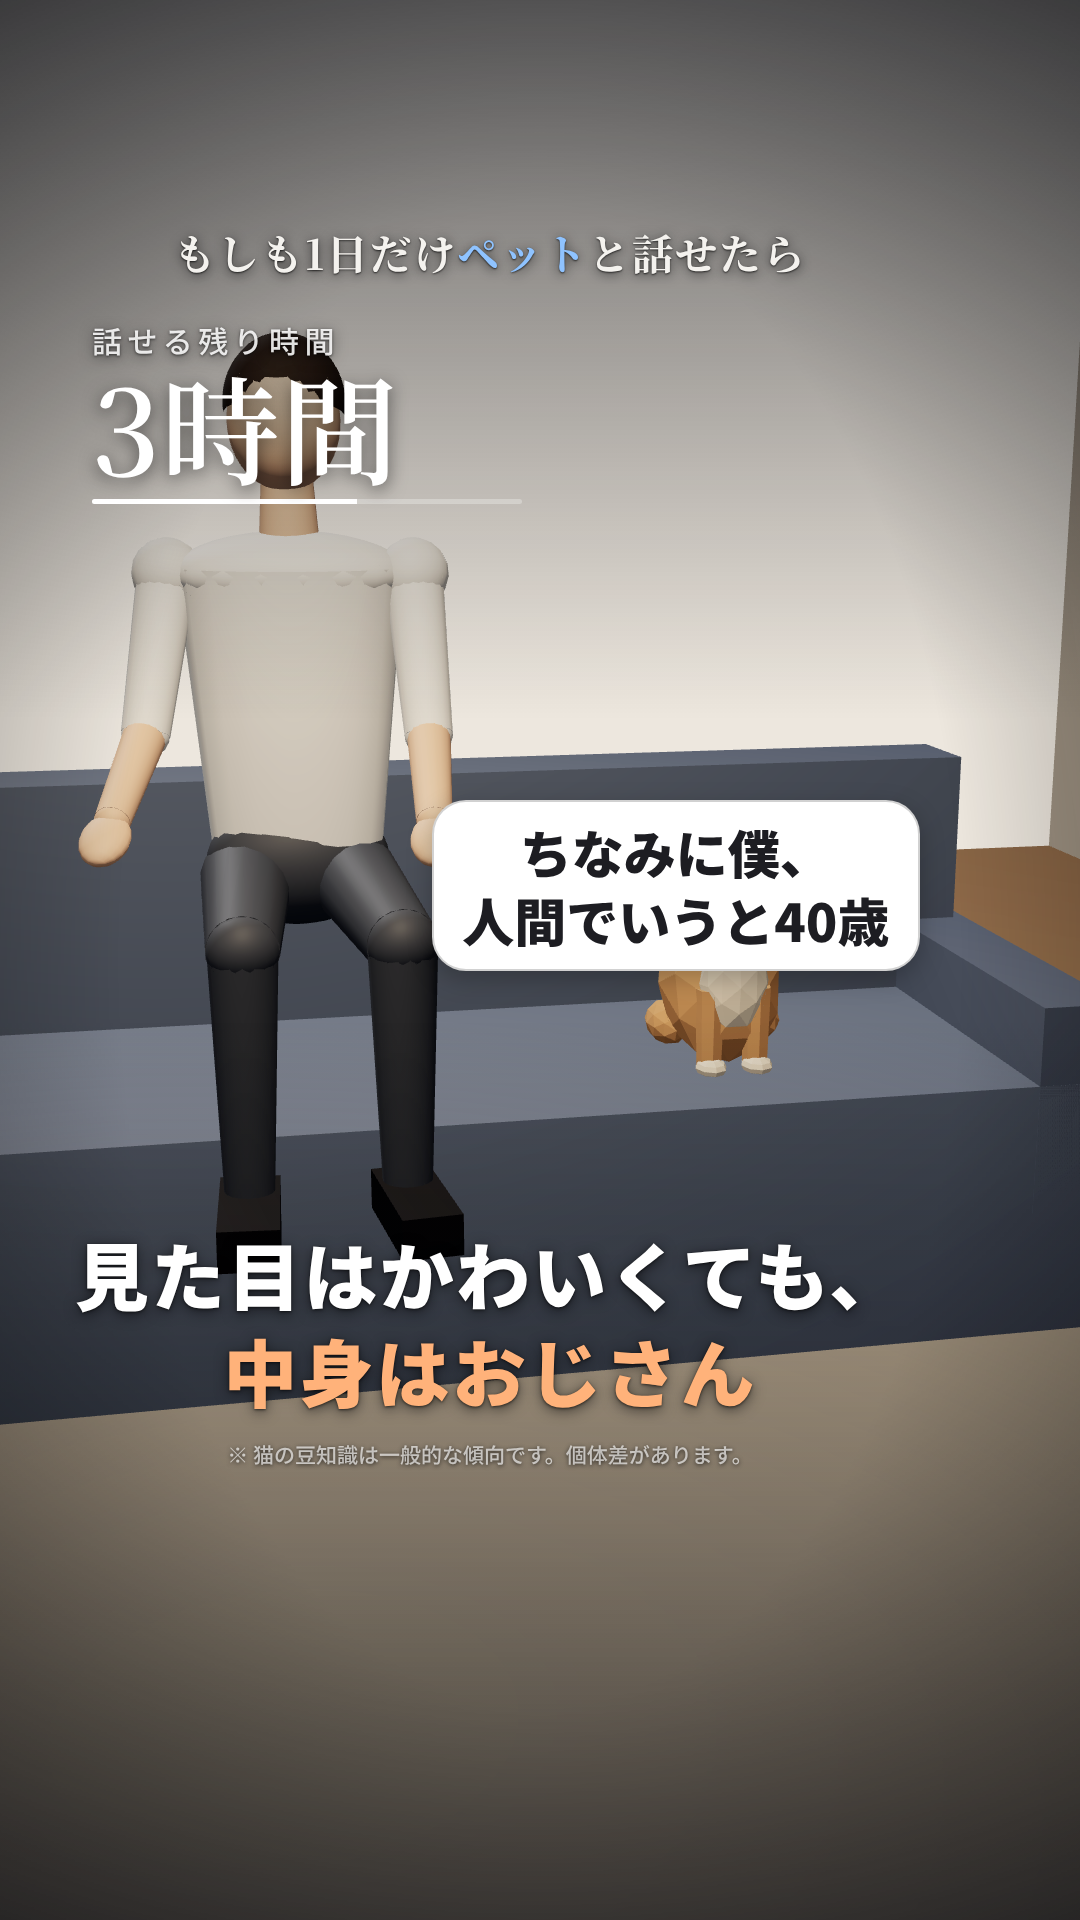 もしも1日だけペットと話せたら
話せる残り時間
3時間
ちなみに僕、
人間でいうと40歳
見た目はかわいくても、
中身はおじさん
※ 猫の豆知識は一般的な傾向です。個体差があります。